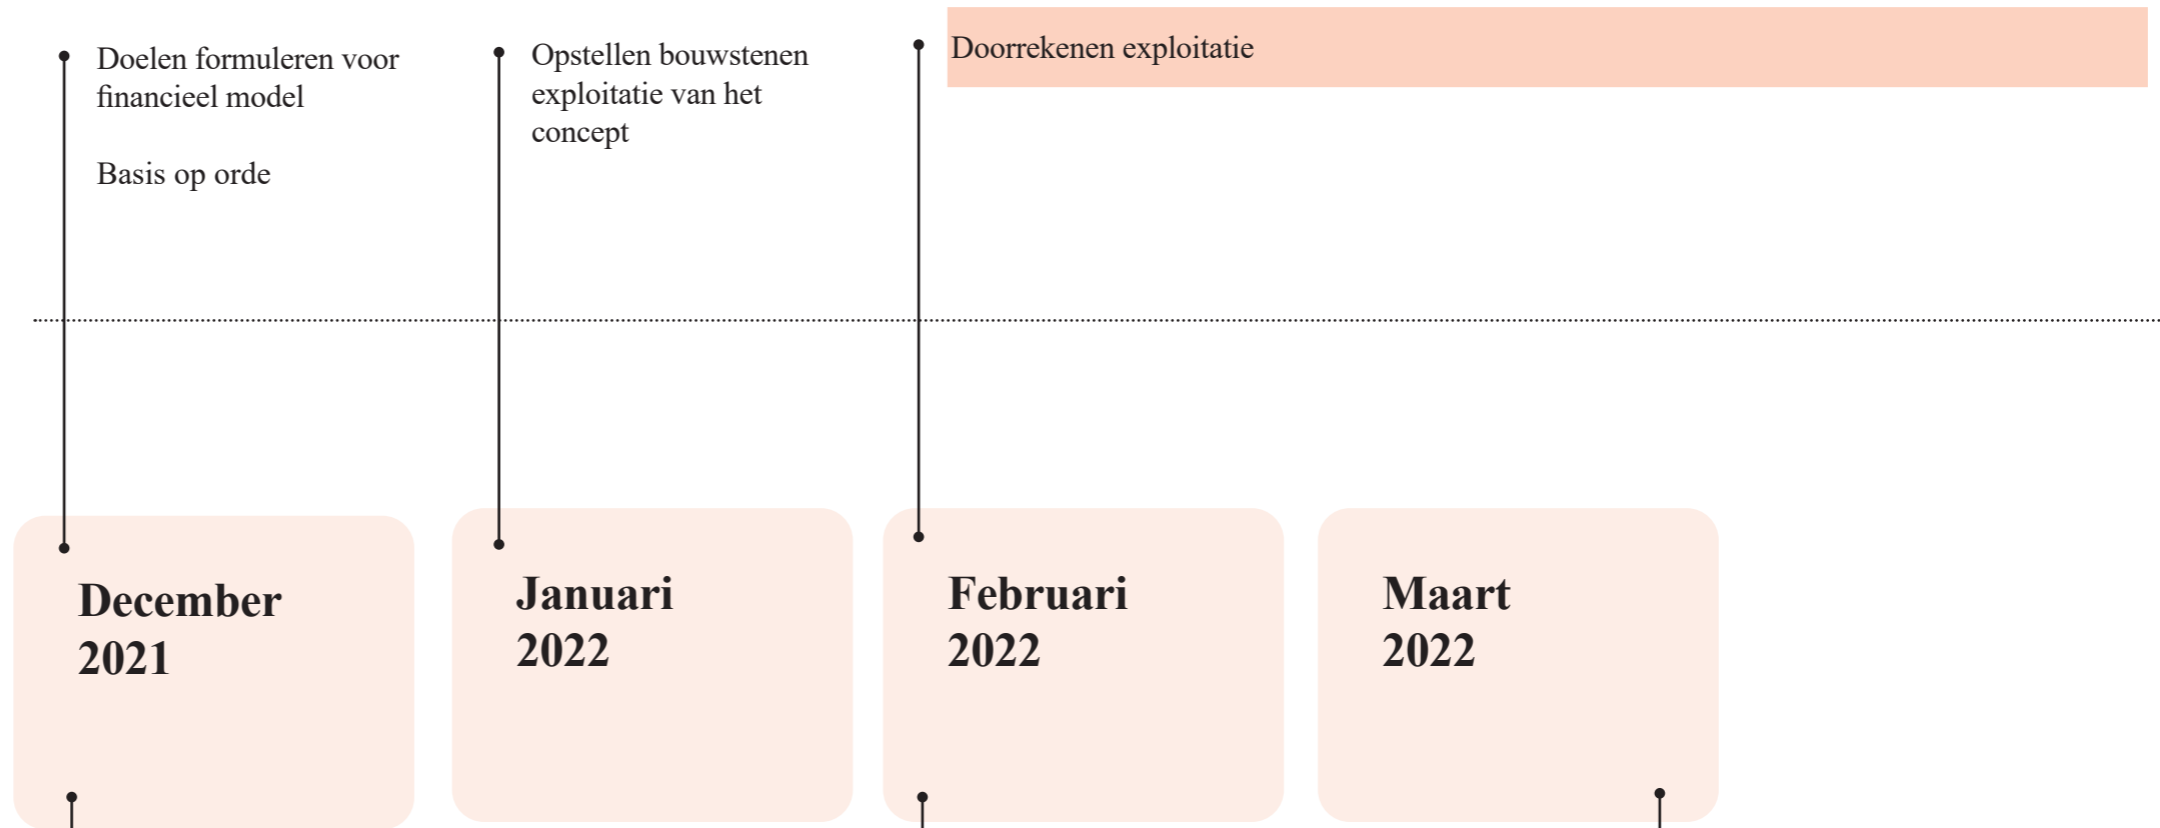 Doelen formuleren voor
financieel model
Basis op orde
Opstellen bouwstenen
exploitatie van het
concept
Doorrekenen exploitatie
December
2021
Januari
2022
Februari
2022
Maart
2022